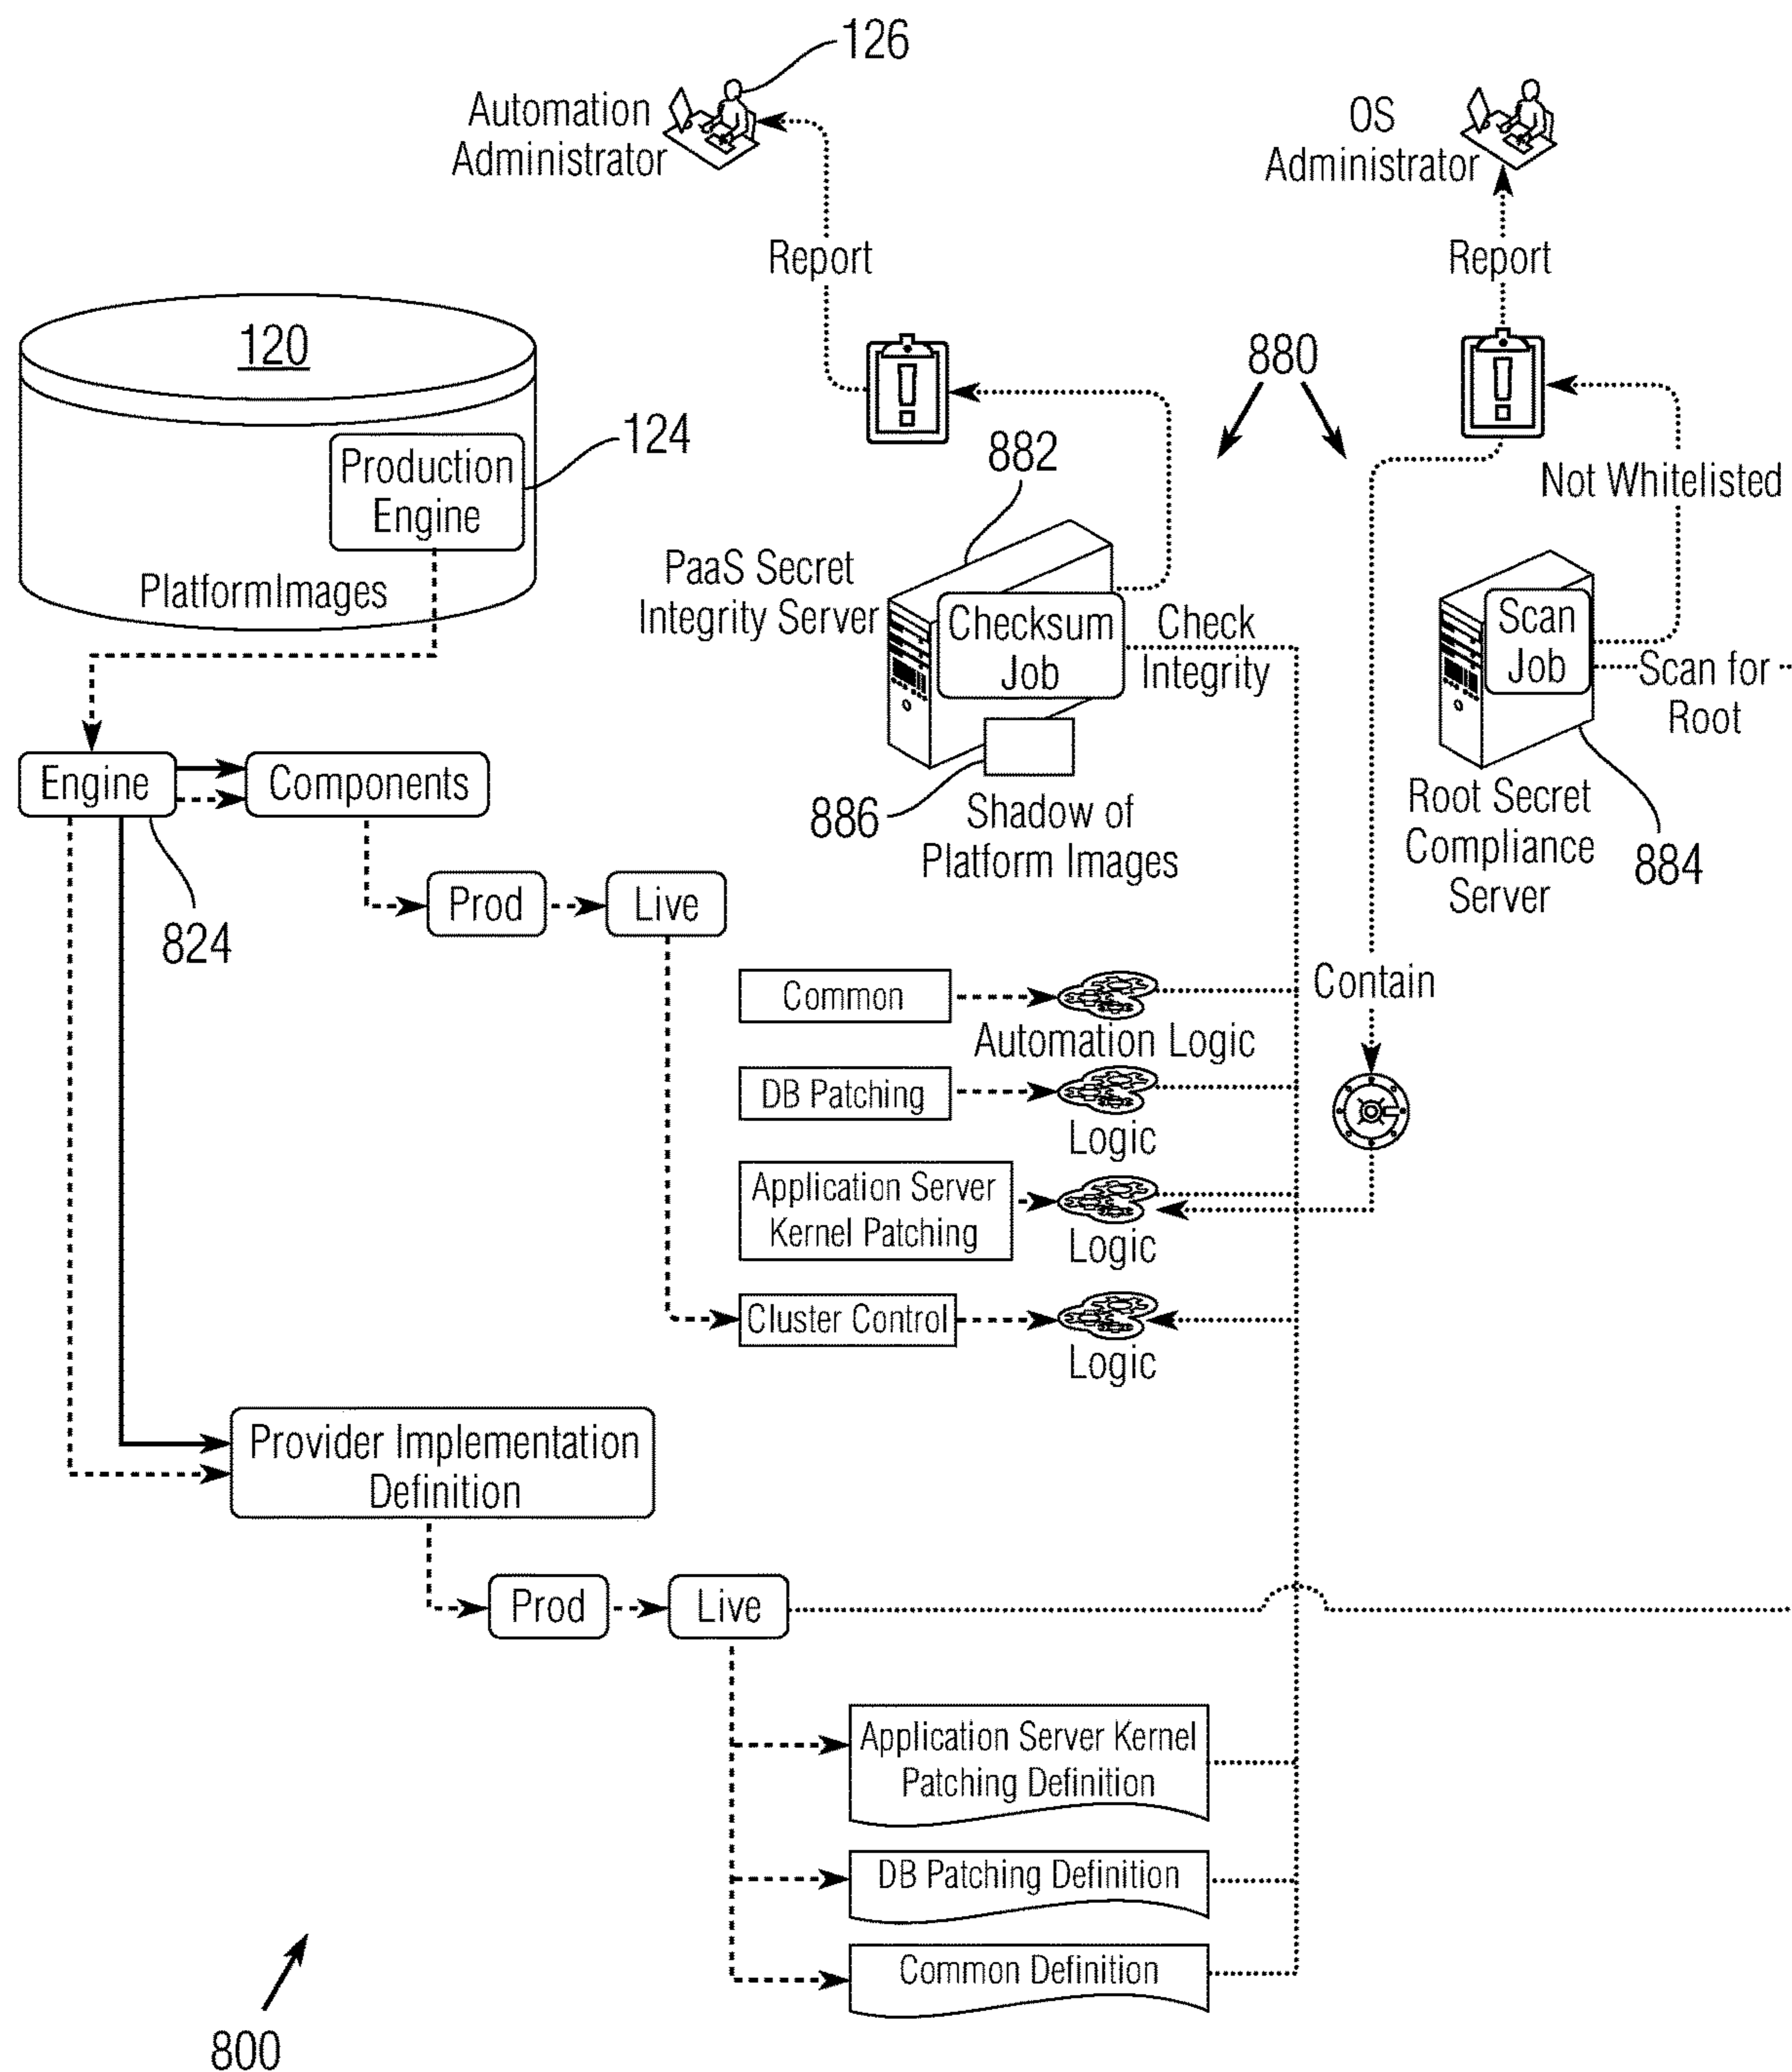 126
Automation
Administrator
OS
Administrator
Report
Report
120
880
Production
Engine
124
882
Not Whitelisted
PaaS Secret
Integrity Server
PlatformImages
Checksum
Job
Check
Integrity
Scan
Job
Scan for
Root
Engine
Components
886
Shadow of
Platform Images
Root Secret
Compliance
Server
884
Prod
Live
824
Common
Automation Logic
Contain
DB Patching
Logic
Application Server
Kernel Patching
Logic
Cluster Control
Logic
Provider Implementation
Definition
Prod
Live
Application Server Kernel
Patching Definition
DB Patching Definition
Common Definition
800